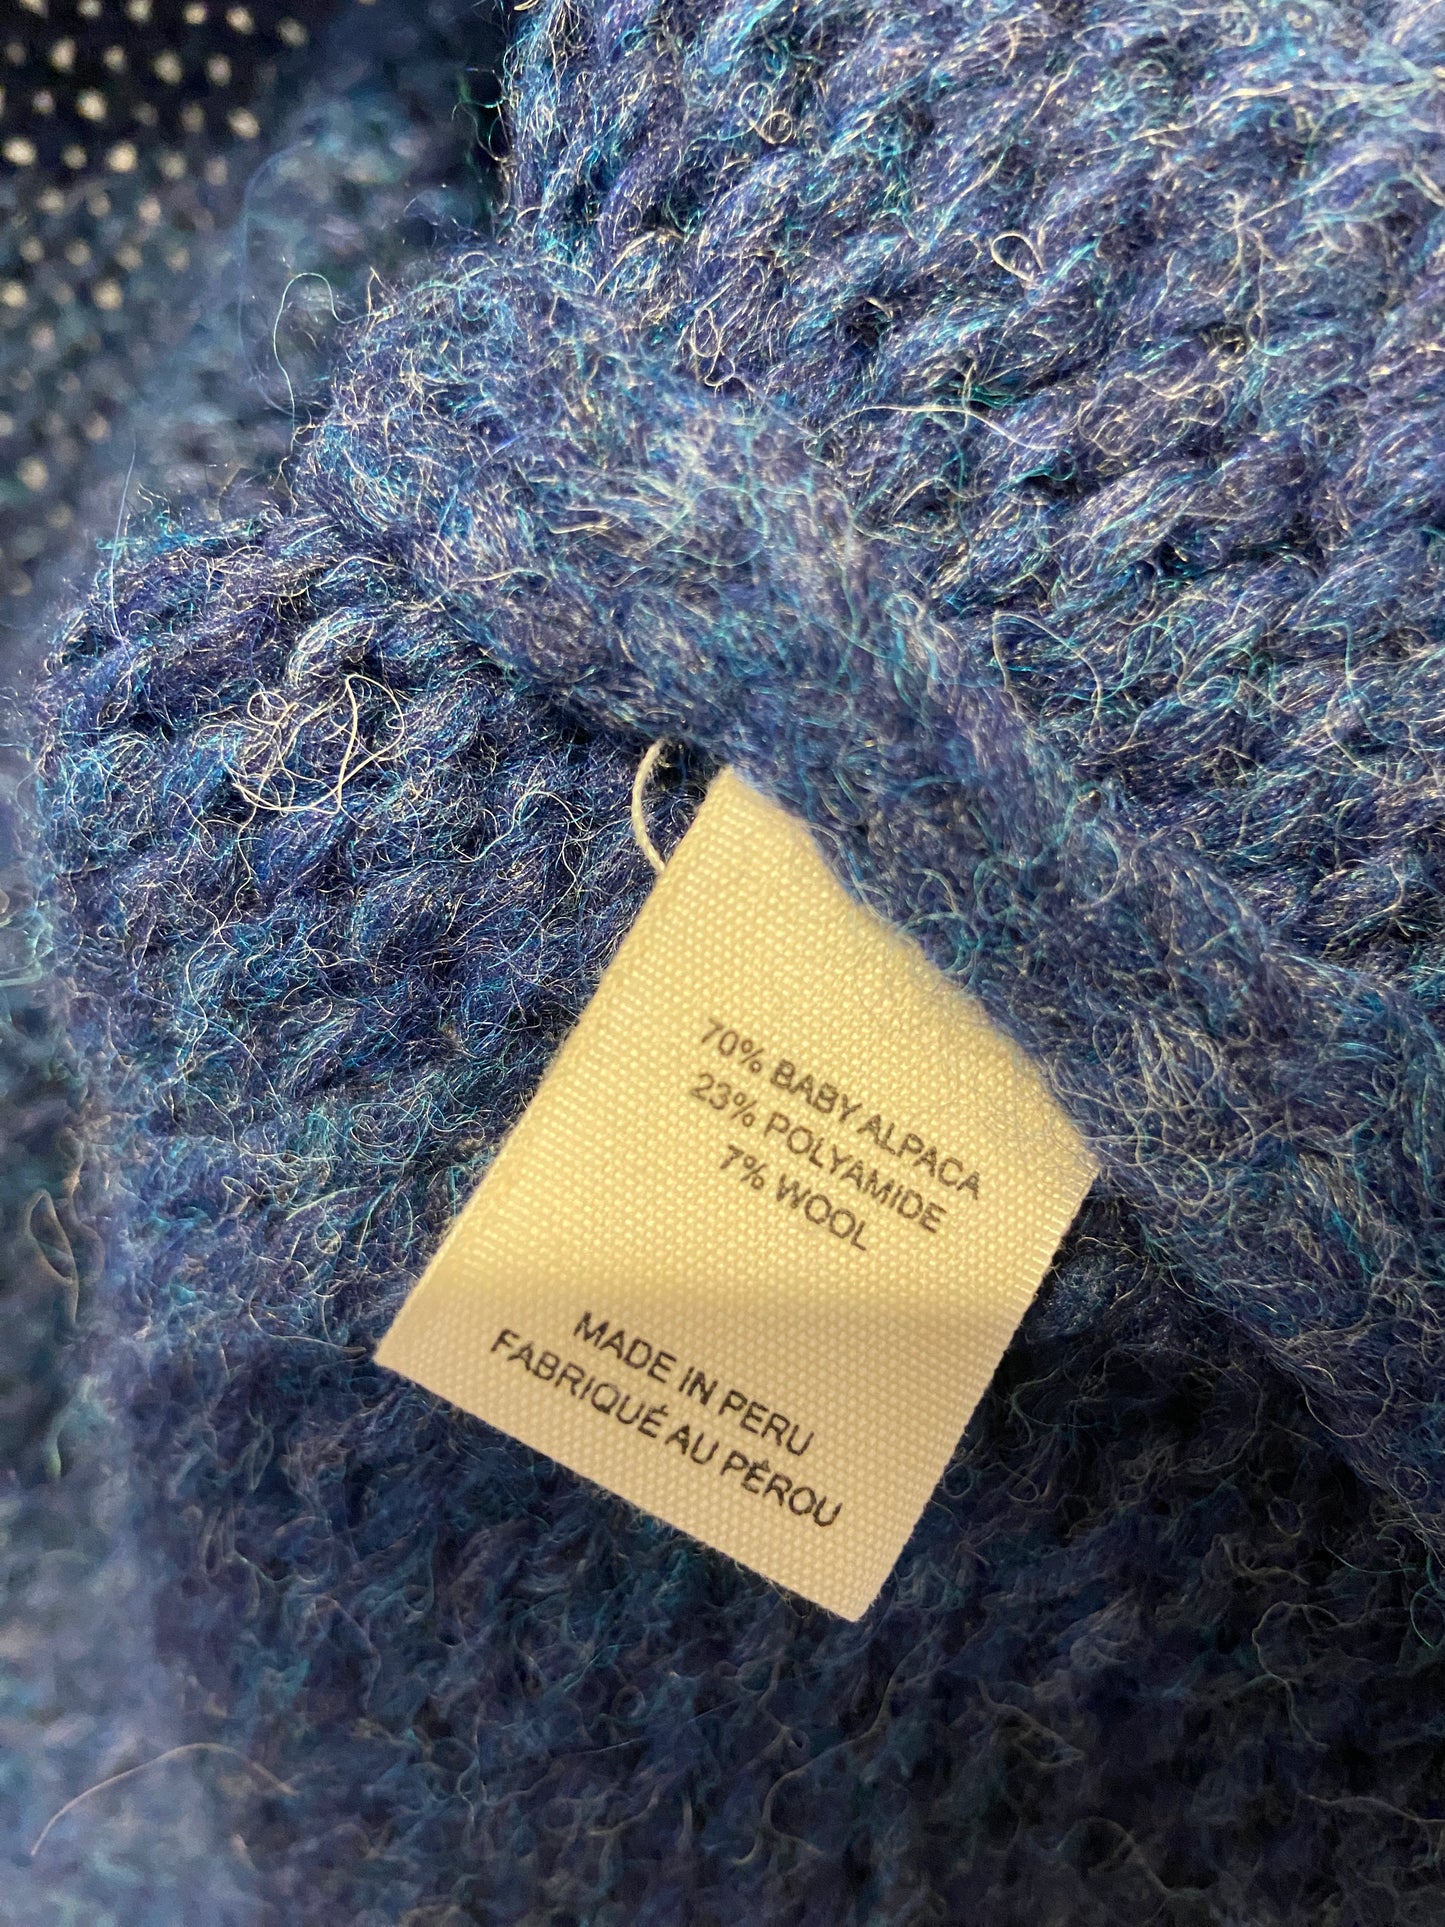 70% BABY ALPACA
23% POLYAMIDE
7% WOOL
MADE IN PERU
FABRIQUÉ AU PÉROU